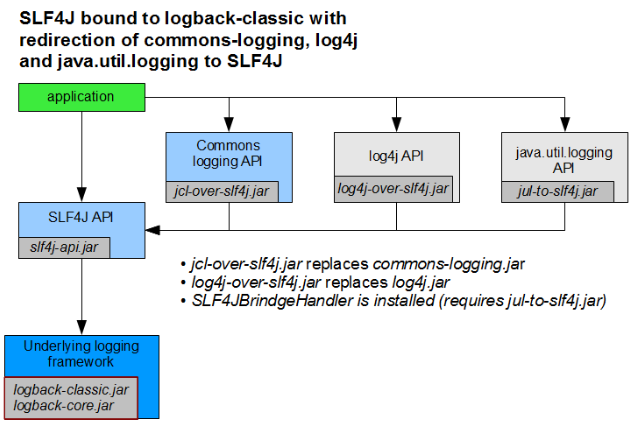 SLF4J bound to logback-classic with
redirection of commons-logging, log4j
and java.util.logging to SLF4J
application
Commons
logging API
jcl-over-slf4j.jar
log4j API
log4j-over-slf4j.jar
java.util.logging
API
jul-to-slf4j.jar
SLF4J API
slf4j-api.jar
• jcl-over-slf4j.jar replaces commons-logging.jar
• log4j-over-slf4j.jar replaces log4j.jar
• SLF4JBrindgeHandler is installed (requires jul-to-slf4j.jar)
Underlying logging
framework
logback-classic.jar
logback-core.jar